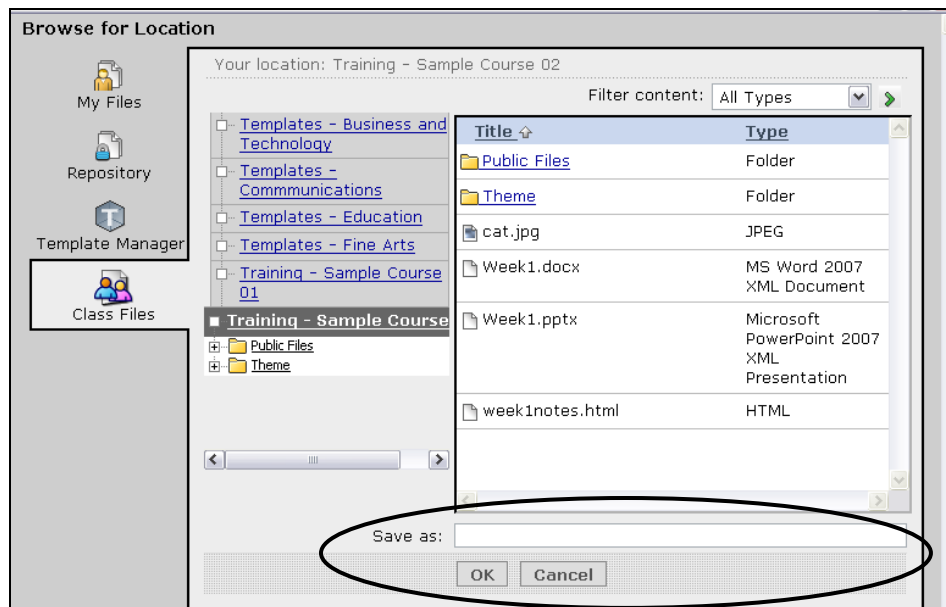 Browse for Location
My Files
Repository
Template Manager
Class Files
Your location: Training - Sample Course 02
Filter content: All Types
Templates - Business and
Technology
Templates -
Commmunications
Templates - Education
Templates - Fine Arts
Training - Sample Course
01
Training - Sample Course
Public Files
Theme
Title Type
Public Files Folder
Theme Folder
cat.jpg JPEG
Week1.docx MS Word 2007
XML Document
Week1.pptx Microsoft
PowerPoint 2007
XML
Presentation
week1notes.html HTML
Save as:
OK Cancel